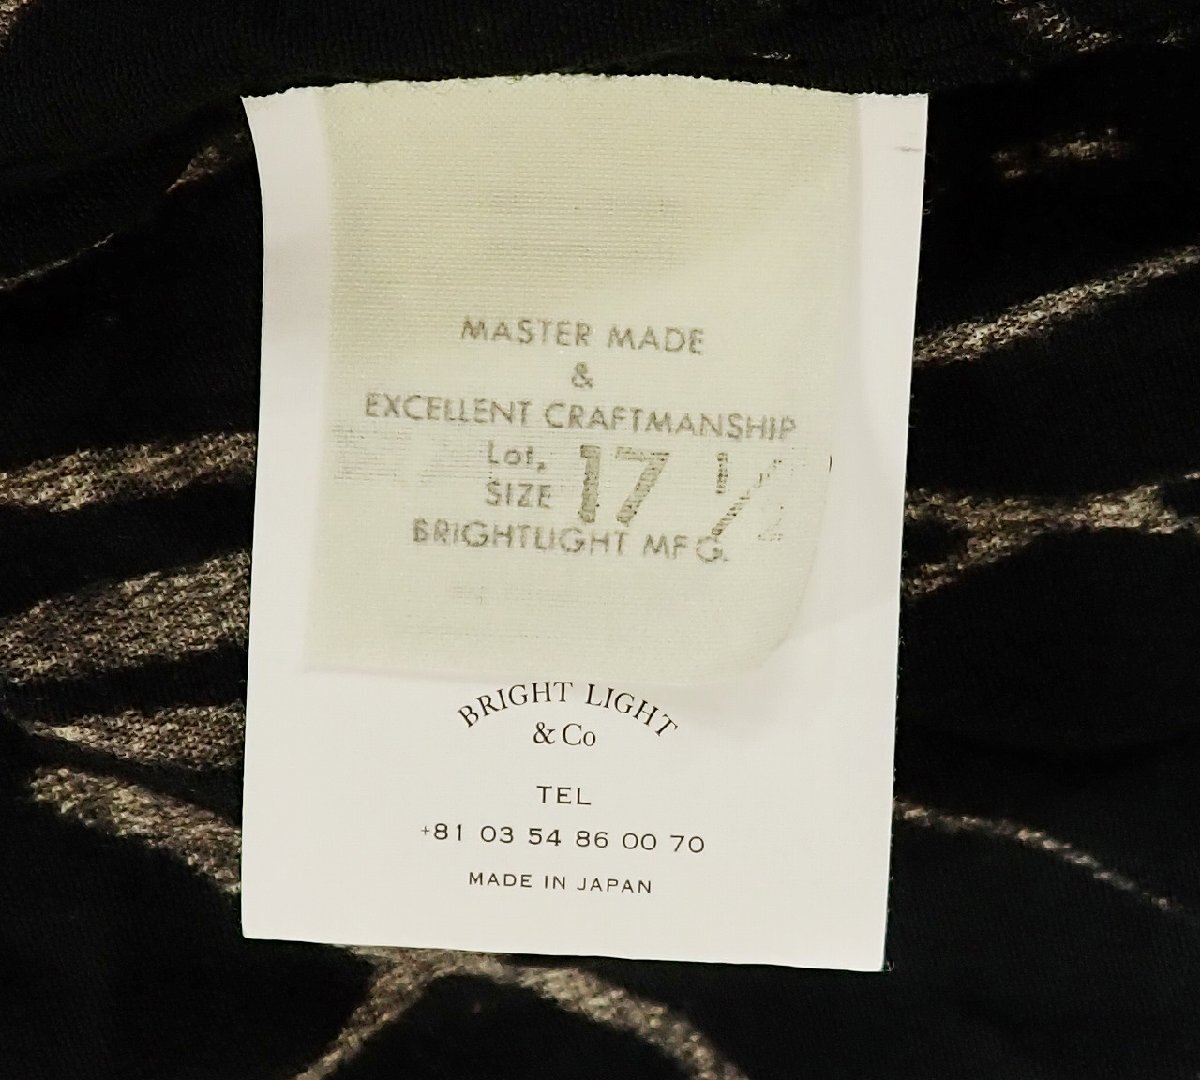 MASTER MADE
&
EXCELLENT CRAFTMANSHIP
Lot,
SIZE 17 ½
BRIGHTLIGHT MFG.
BRIGHT LIGHT
& Co
TEL
+81 03 54 86 00 70
MADE IN JAPAN